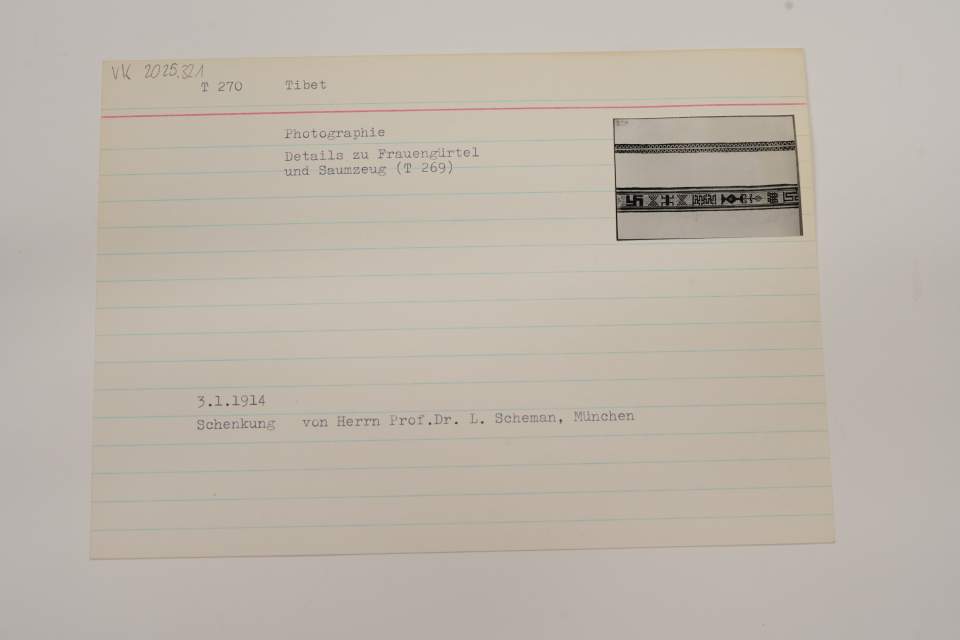 VK 2025.321
T 270 Tibet
Photographie
Details zu Frauengürtel
und Saumzeug (T 269)
3.1.1914
Schenkung von Herrn Prof.Dr. L. Scheman, München